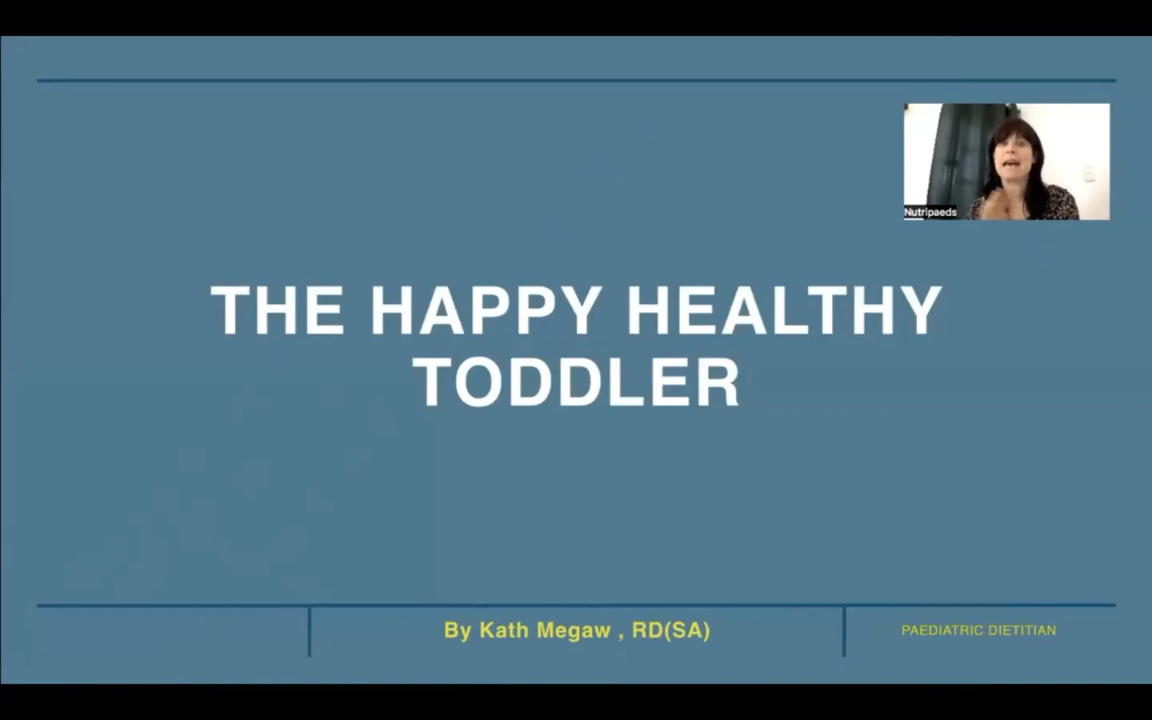 Nutripaeds
THE HAPPY HEALTHY
TODDLER
By Kath Megaw , RD(SA)
PAEDIATRIC DIETITIAN